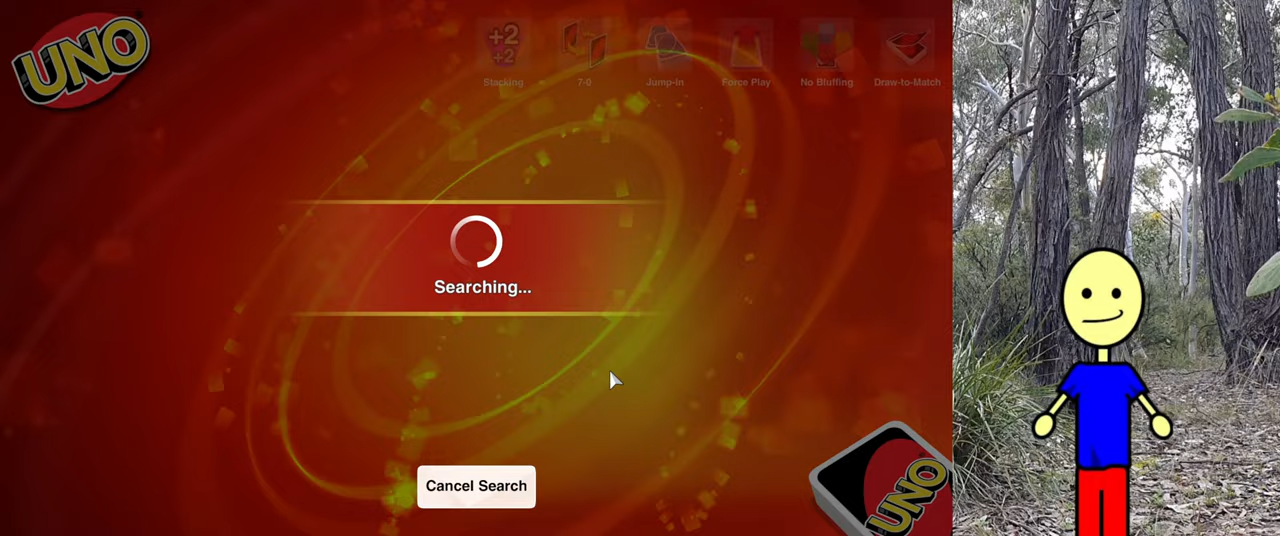 UNO
+2
+2
Stacking
7-0
Jump-In
Force Play
No Bluffing
Draw-to-Match
Searching...
Cancel Search
UNO